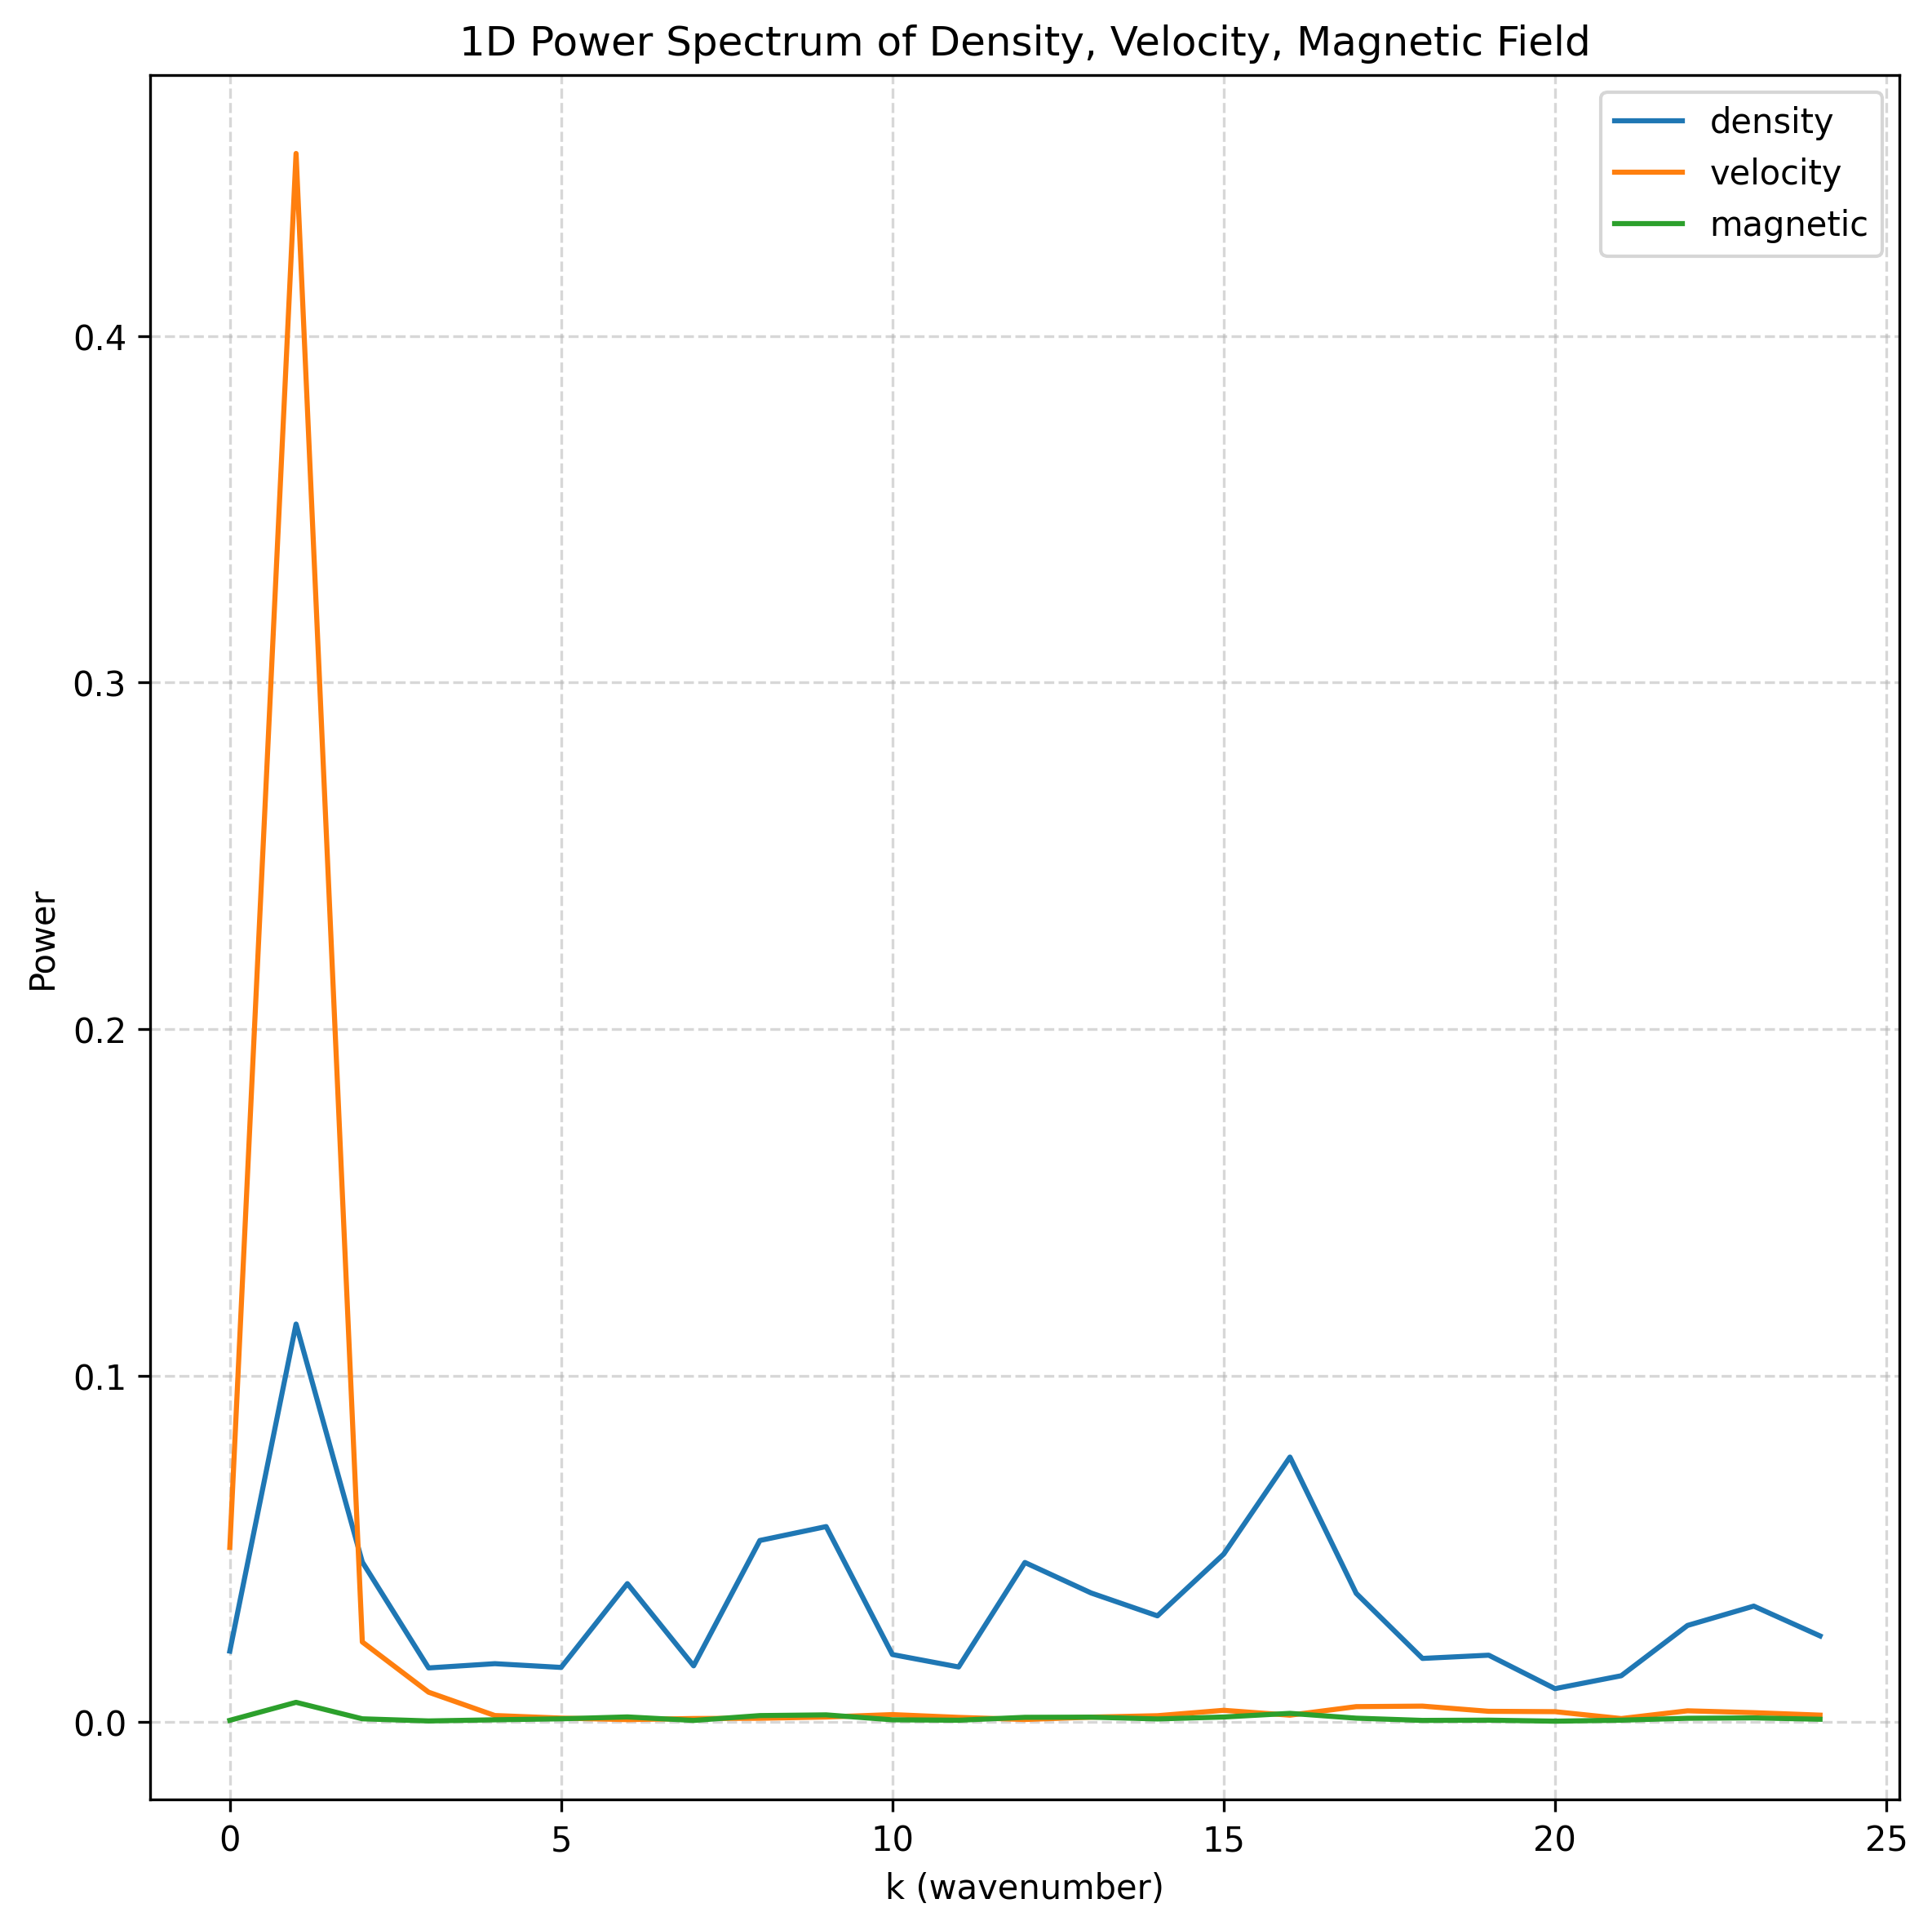 1D Power Spectrum of Density, Velocity, Magnetic Field
density
velocity
magnetic
Power
0.4
0.3
0.2
0.1
0.0
0 5 10 15 20 25
k (wavenumber)